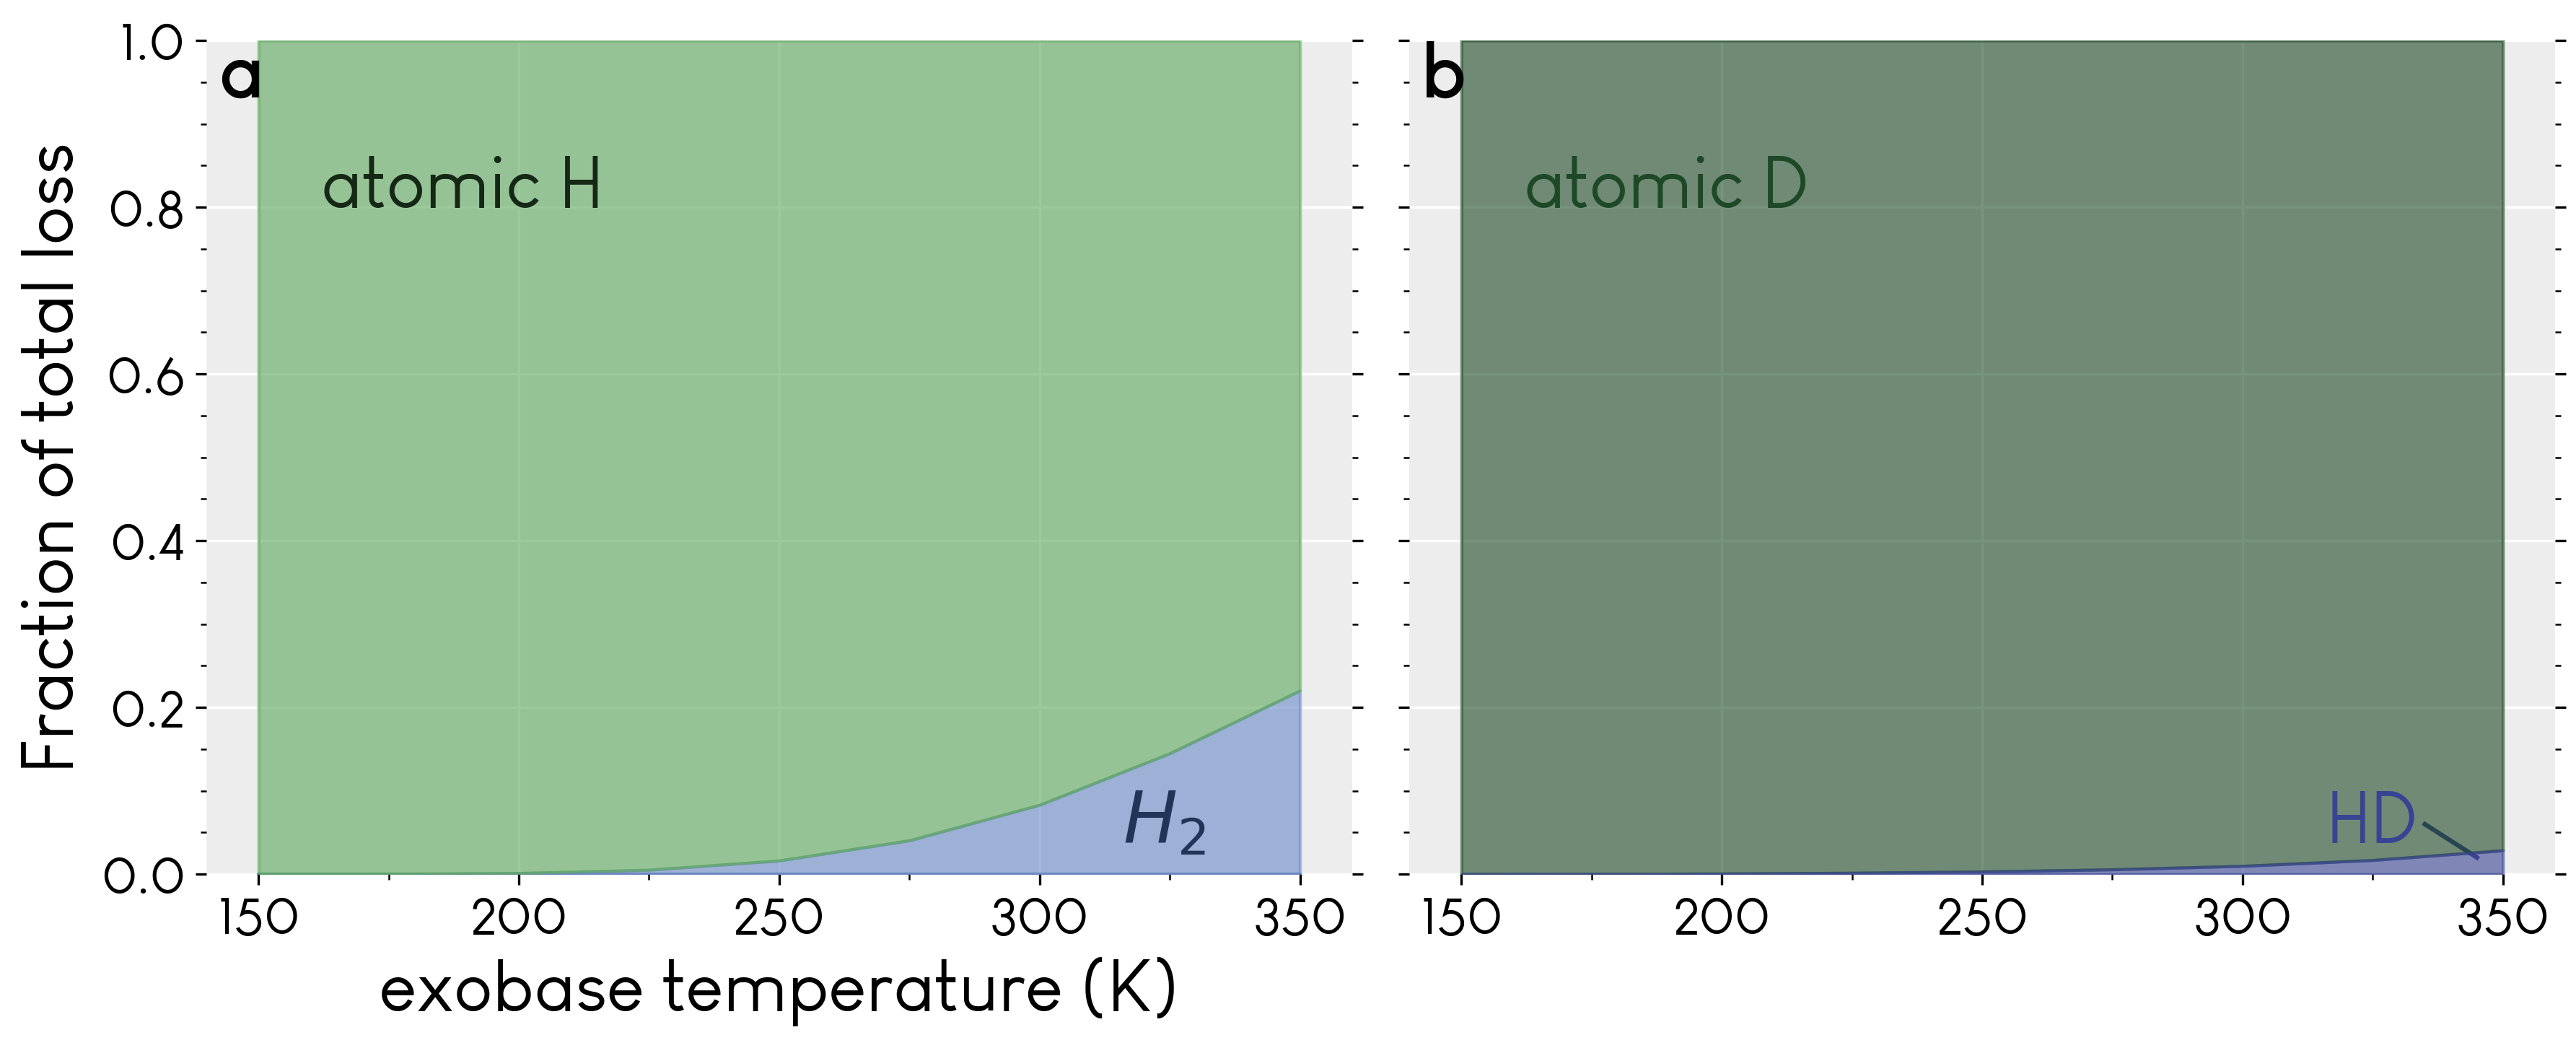 Fraction of total loss
1.0
0.8
0.6
0.4
0.2
0.0
a
atomic H
H₂
150 200 250 300 350
exobase temperature (K)
b
atomic D
HD
150 200 250 300 350